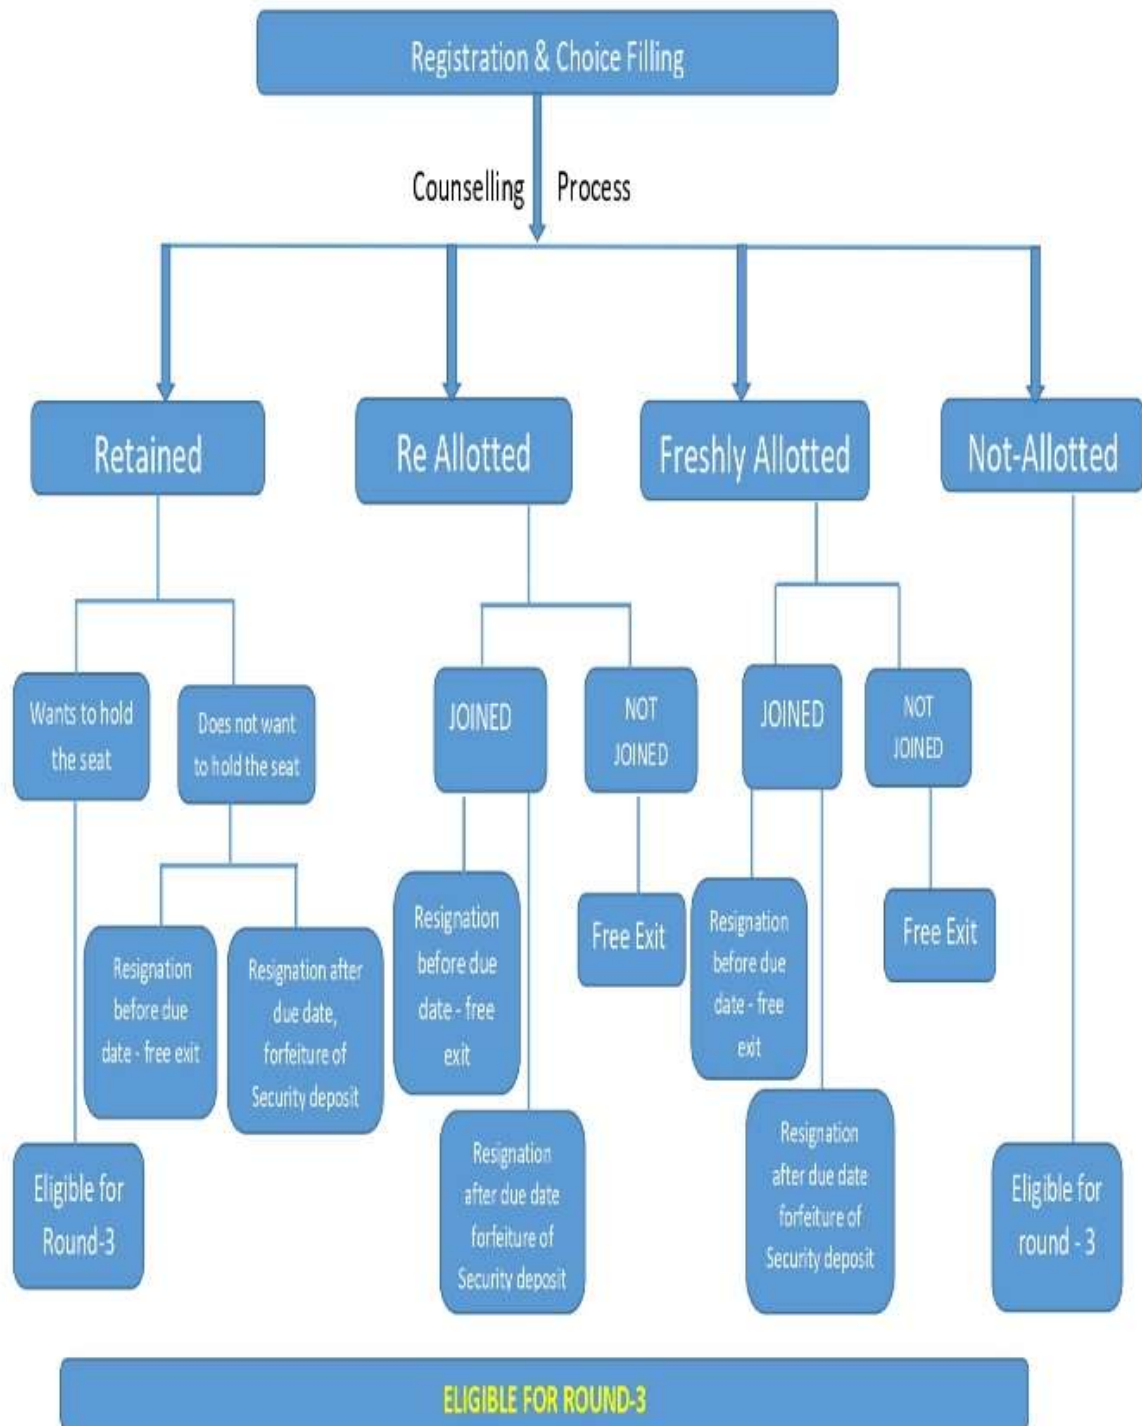 Registration & Choice Filling
Counselling Process
Retained
Re Allotted
Freshly Allotted
Not-Allotted
Wants to hold
the seat
Does not want
to hold the seat
JOINED
NOT
JOINED
JOINED
NOT
JOINED
Resignation
before due
date - free exit
Resignation after
due date,
forfeiture of
Security deposit
Resignation
before due
date - free
exit
Free Exit
Resignation
before due
date - free
exit
Free Exit
Eligible for
Round-3
Resignation
after due date
forfeiture of
Security deposit
Resignation
after due date
forfeiture of
Security deposit
Eligible for
round - 3
ELIGIBLE FOR ROUND-3